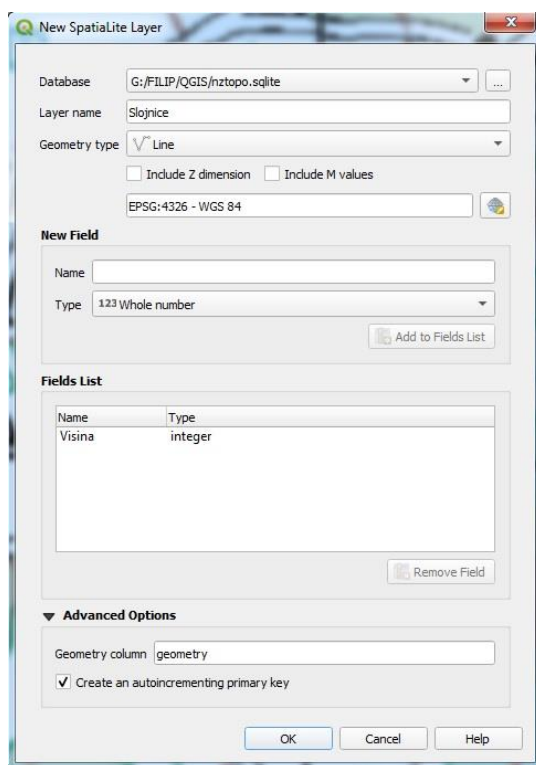 New SpatiaLite Layer
Database G:/FILIP/QGIS/nztopo.sqlite ...
Layer name Slojnice
Geometry type Line
Include Z dimension Include M values
EPSG:4326 - WGS 84
New Field
Name
Type 123 Whole number
Add to Fields List
Fields List
Name Type
Visina integer
Remove Field
Advanced Options
Geometry column geometry
Create an autoincrementing primary key
OK Cancel Help